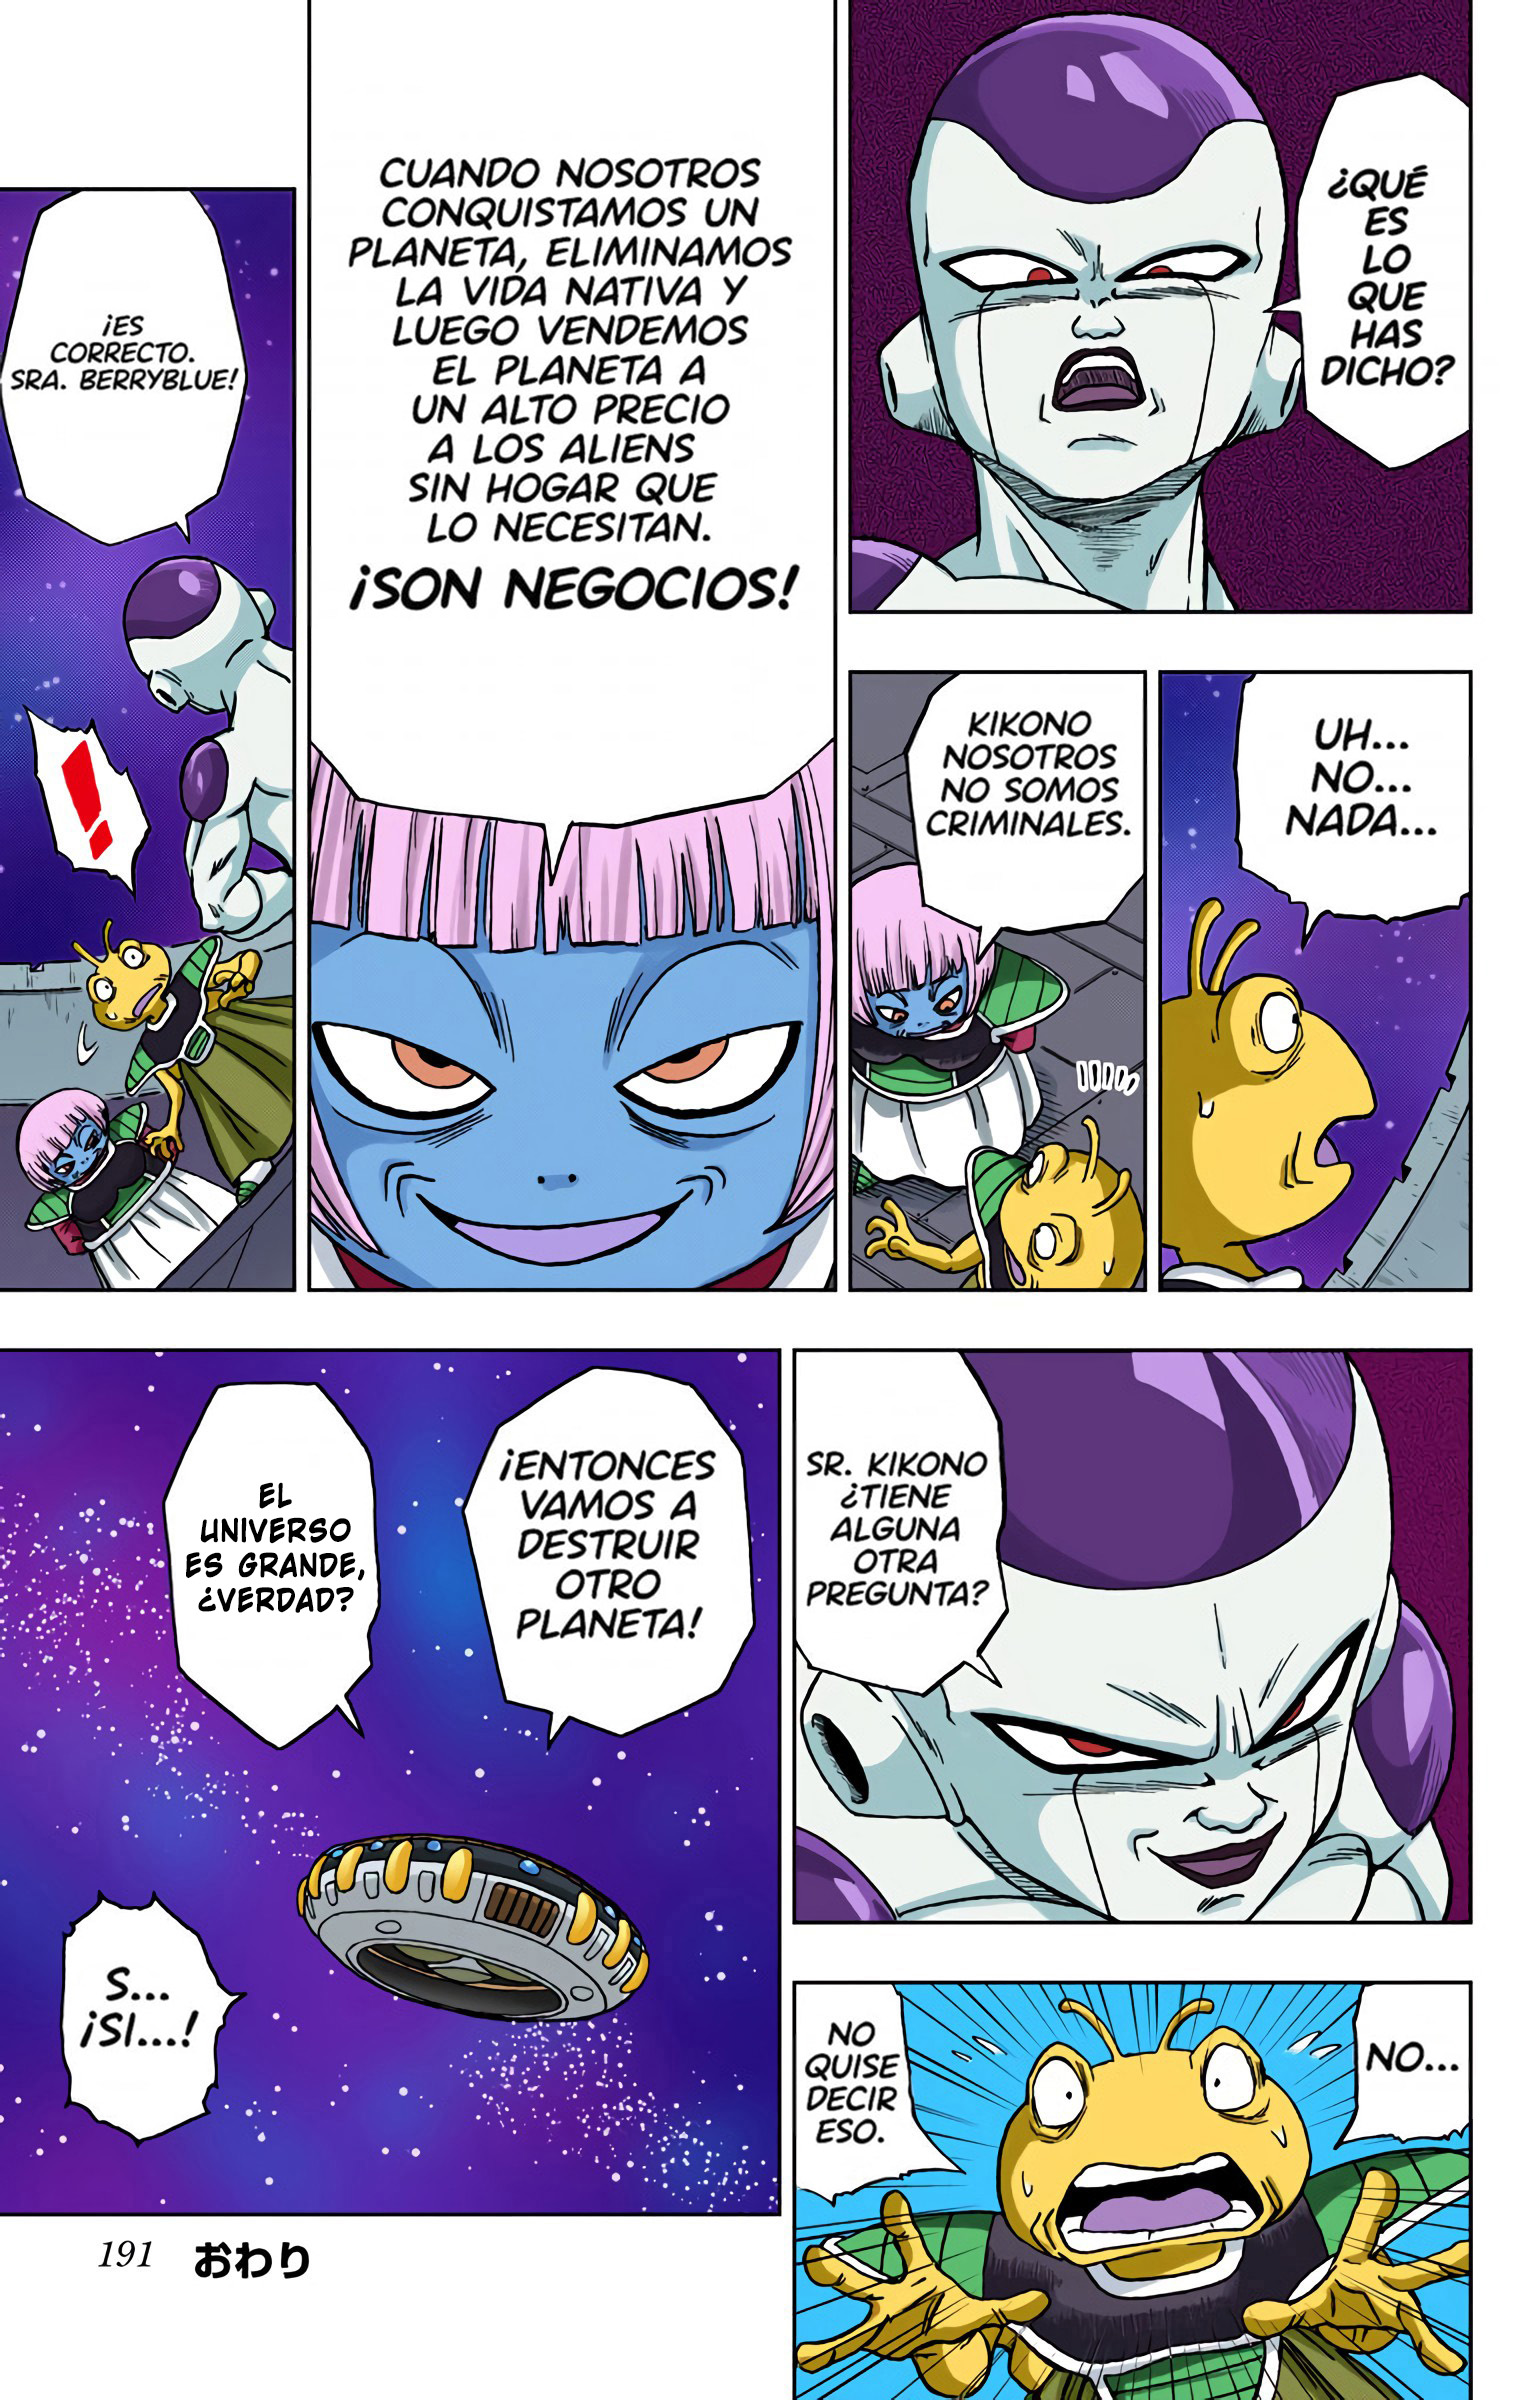 ¿QUÉ
ES
LO
QUE
HAS
DICHO?
UH...
NO...
NADA...
KIKONO
NOSOTROS
NO SOMOS
CRIMINALES.
CUANDO NOSOTROS
CONQUISTAMOS UN
PLANETA, ELIMINAMOS
LA VIDA NATIVA Y
LUEGO VENDEMOS
EL PLANETA A
UN ALTO PRECIO
A LOS ALIENS
SIN HOGAR QUE
LO NECESITAN.
¡SON NEGOCIOS!
¡ES
CORRECTO.
SRA. BERRYBLUE!
!
SR. KIKONO
¿TIENE
ALGUNA
OTRA
PREGUNTA?
NO...
NO
QUISE
DECIR
ESO.
¡ENTONCES
VAMOS A
DESTRUIR
OTRO
PLANETA!
EL
UNIVERSO
ES GRANDE,
¿VERDAD?
S...
¡SI...!
191 おわり